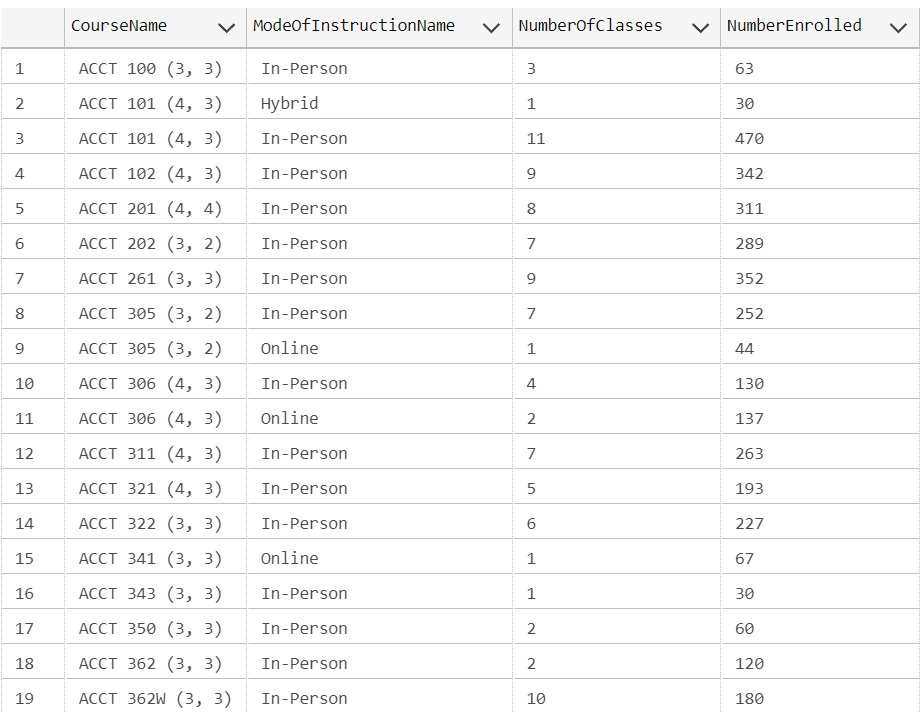 CourseName ModeOfInstructionName NumberOfClasses NumberEnrolled
1 ACCT 100 (3, 3) In-Person 3 63
2 ACCT 101 (4, 3) Hybrid 1 30
3 ACCT 101 (4, 3) In-Person 11 470
4 ACCT 102 (4, 3) In-Person 9 342
5 ACCT 201 (4, 4) In-Person 8 311
6 ACCT 202 (3, 2) In-Person 7 289
7 ACCT 261 (3, 3) In-Person 9 352
8 ACCT 305 (3, 2) In-Person 7 252
9 ACCT 305 (3, 2) Online 1 44
10 ACCT 306 (4, 3) In-Person 4 130
11 ACCT 306 (4, 3) Online 2 137
12 ACCT 311 (4, 3) In-Person 7 263
13 ACCT 321 (4, 3) In-Person 5 193
14 ACCT 322 (3, 3) In-Person 6 227
15 ACCT 341 (3, 3) Online 1 67
16 ACCT 343 (3, 3) In-Person 1 30
17 ACCT 350 (3, 3) In-Person 2 60
18 ACCT 362 (3, 3) In-Person 2 120
19 ACCT 362W (3, 3) In-Person 10 180